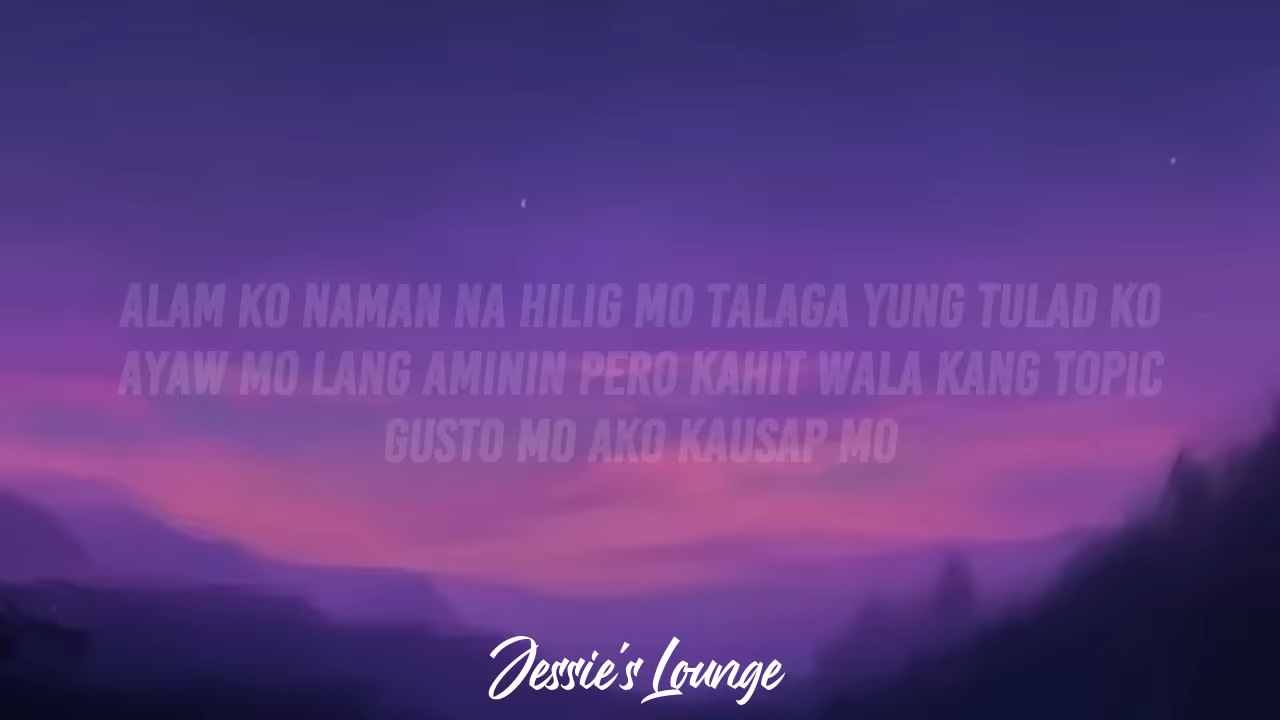 ALAM KO NAMAN NA HILIG MO TALAGA YUNG TULAD KO
AYAW MO LANG AMININ PERO KAHIT WALA KANG TOPIC
GUSTO MO AKO KAUSAP MO
Jessie's Lounge